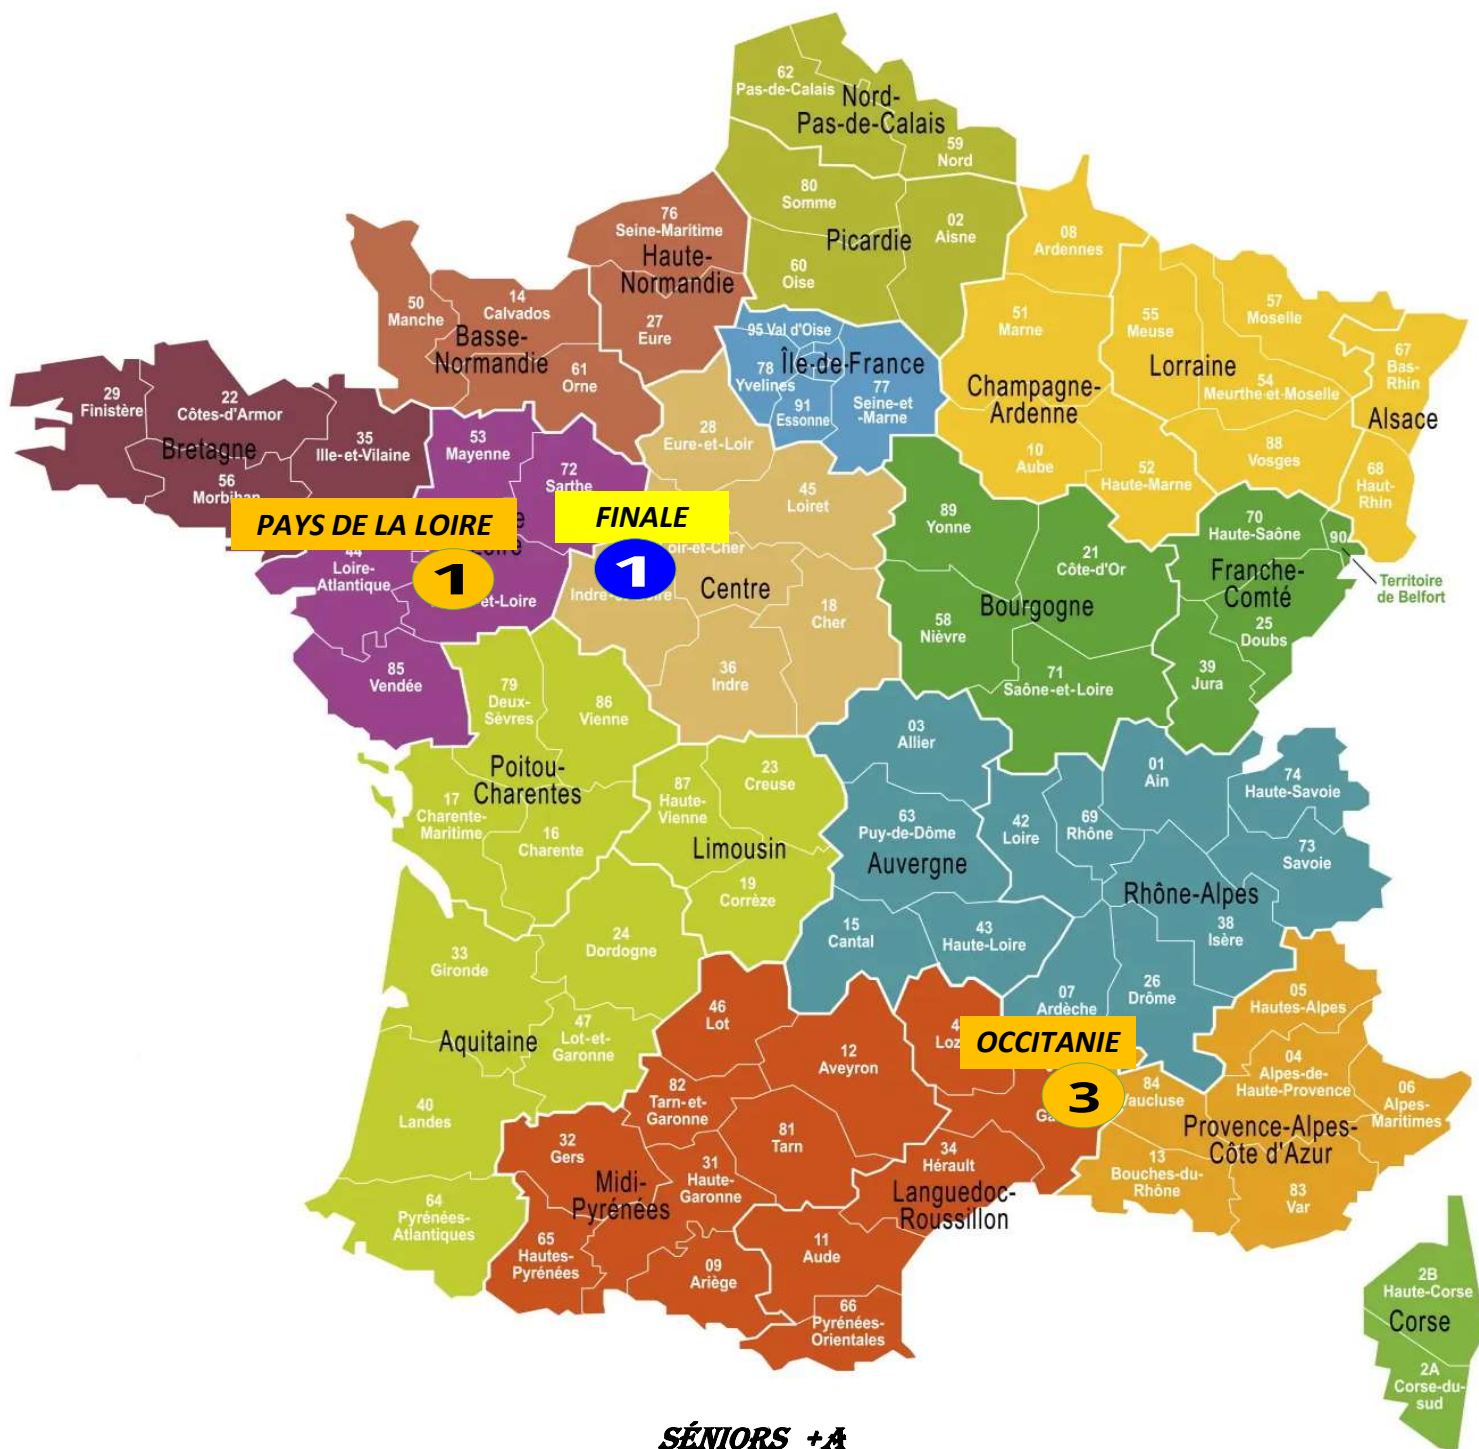 62
Pas-de-Calais
Nord-
Pas-de-Calais
59
Nord
80
Somme
02
Aisne
Picardie
60
Oise
76
Seine-Maritime
Haute-
Normandie
27
Eure
50
Manche
14
Calvados
Basse-
Normandie
61
Orne
08
Ardennes
51
Marne
Champagne-
Ardenne
10
Aube
52
Haute-Marne
55
Meuse
57
Moselle
Lorraine
54
Meurthe et-Moselle
88
Vosges
67
Bas-
Rhin
Alsace
68
Haut-
Rhin
95 Val d'Oise
Île-de-France
78
Yvelines
91
Essonne
77
Seine-et
-Marne
29
Finistère
22
Côtes-d'Armor
Bretagne
35
Ille-et-Vilaine
56
Morbihan
53
Mayenne
72
Sarthe
PAYS DE LA LOIRE
1
44
Loire-
Atlantique
et-Loire
85
Vendée
FINALE
1
28
Eure-et-Loir
45
Loiret
oir-et-Cher
Centre
18
Cher
36
Indre
89
Yonne
21
Côte-d'Or
Bourgogne
58
Nièvre
71
Saône-et-Loire
70
Haute-Saône
90
Territoire
de Belfort
Franche-
Comté
25
Doubs
39
Jura
79
Deux-
Sèvres
86
Vienne
Poitou-
Charentes
17
Charente-
Maritime
16
Charente
87
Haute-
Vienne
23
Creuse
Limousin
19
Corrèze
03
Allier
63
Puy-de-Dôme
Auvergne
15
Cantal
43
Haute-Loire
42
Loire
69
Rhône
01
Ain
74
Haute-Savoie
73
Savoie
Rhône-Alpes
38
Isère
07
Ardèche
26
Drôme
33
Gironde
24
Dordogne
47
Lot-et-
Garonne
Aquitaine
40
Landes
64
Pyrénées-
Atlantiques
46
Lot
12
Aveyron
82
Tarn-et-
Garonne
81
Tarn
32
Gers
31
Haute-
Garonne
Midi-
Pyrénées
65
Hautes-
Pyrénées
09
Ariège
OCCITANIE
3
34
Hérault
Languedoc-
Roussillon
11
Aude
66
Pyrénées-
Orientales
05
Hautes-Alpes
04
Alpes-de-
Haute-Provence
06
Alpes-
Maritimes
84
Vaucluse
Provence-Alpes-
Côte d'Azur
13
Bouches-du-
Rhône
83
Var
2B
Haute-Corse
Corse
2A
Corse-du-
sud
SÉNIORS +A